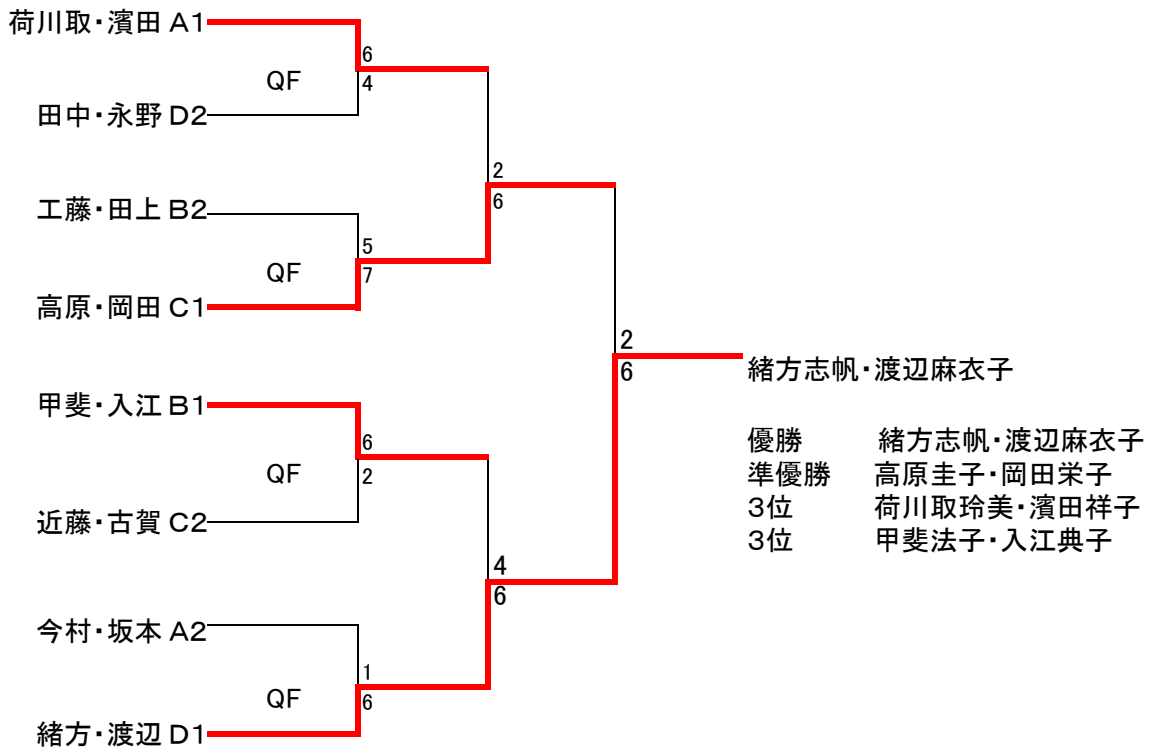 荷川取・濱田 A1
6
QF
4
田中・永野 D2
2
6
工藤・田上 B2
5
QF
7
高原・岡田 C1
2
6
緒方志帆・渡辺麻衣子
甲斐・入江 B1
6
QF
2
近藤・古賀 C2
4
6
今村・坂本 A2
1
QF
6
緒方・渡辺 D1
優勝 緒方志帆・渡辺麻衣子
準優勝 高原圭子・岡田栄子
3位 荷川取玲美・濱田祥子
3位 甲斐法子・入江典子